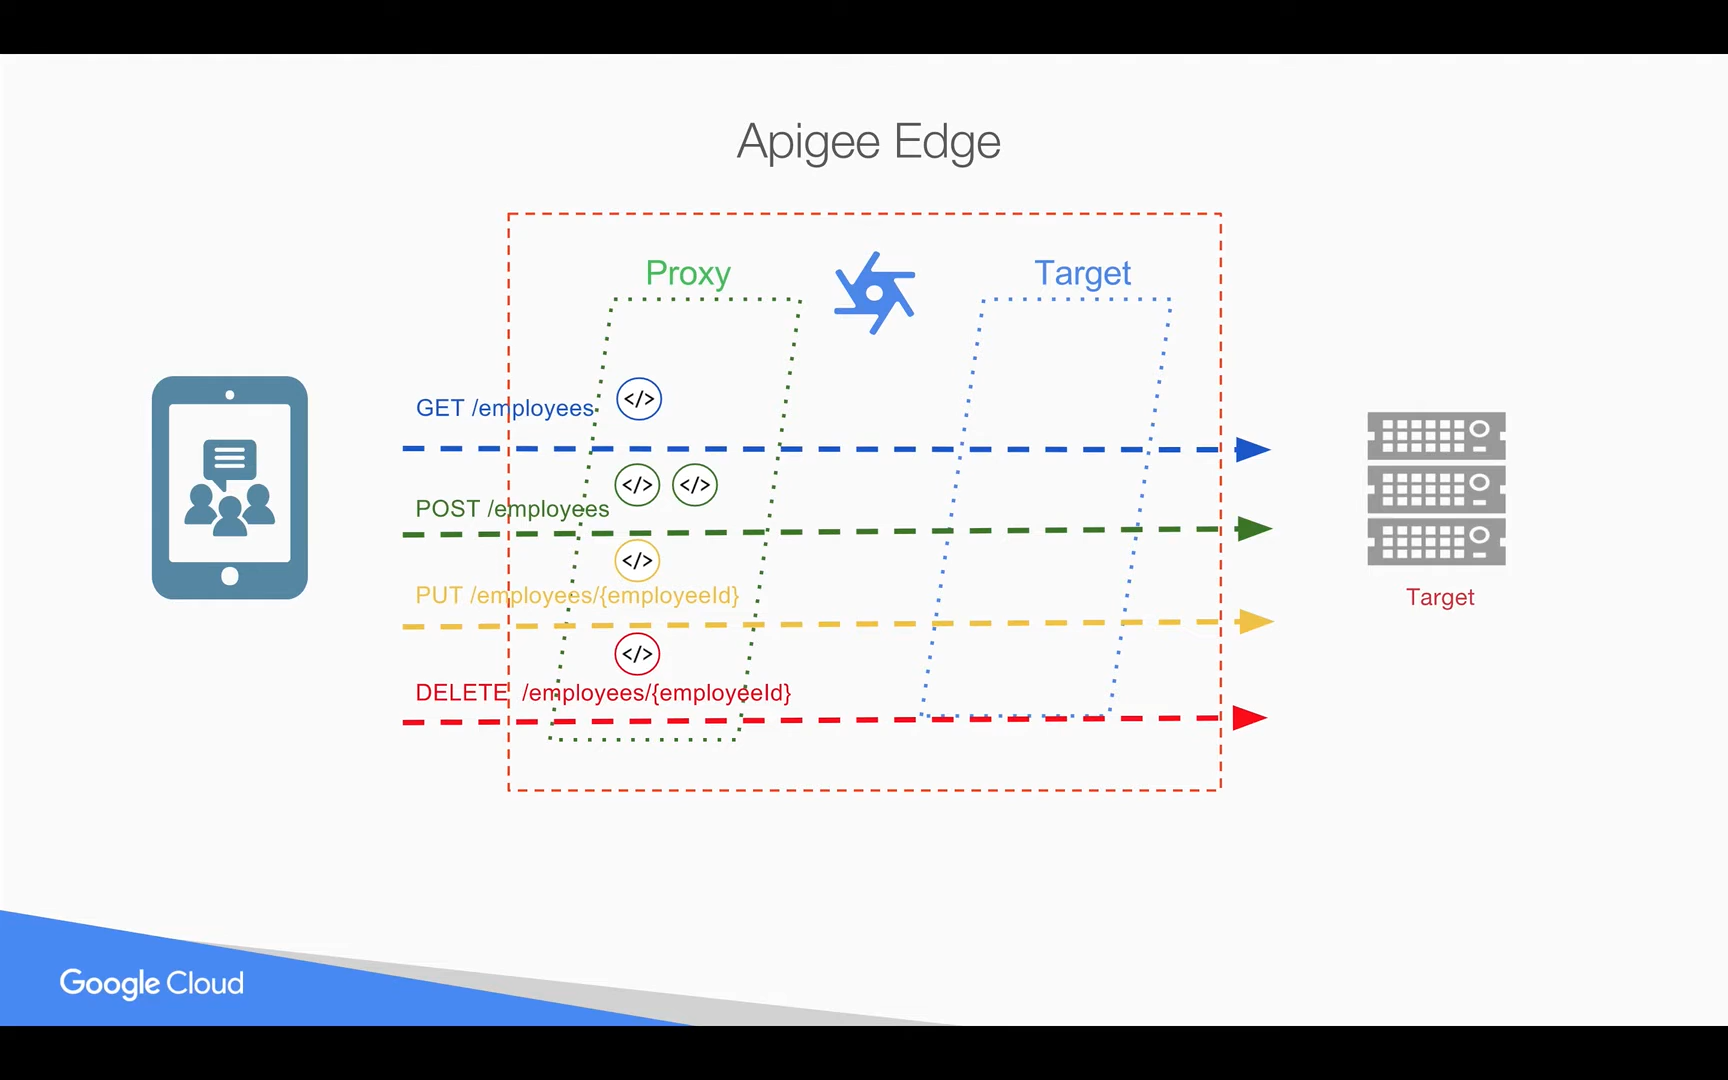 Apigee Edge
Proxy
Target
GET /employees
</>
</> </>
POST /employees
</>
PUT /employees/{employeeId}
</>
DELETE /employees/{employeeId}
Target
Google Cloud